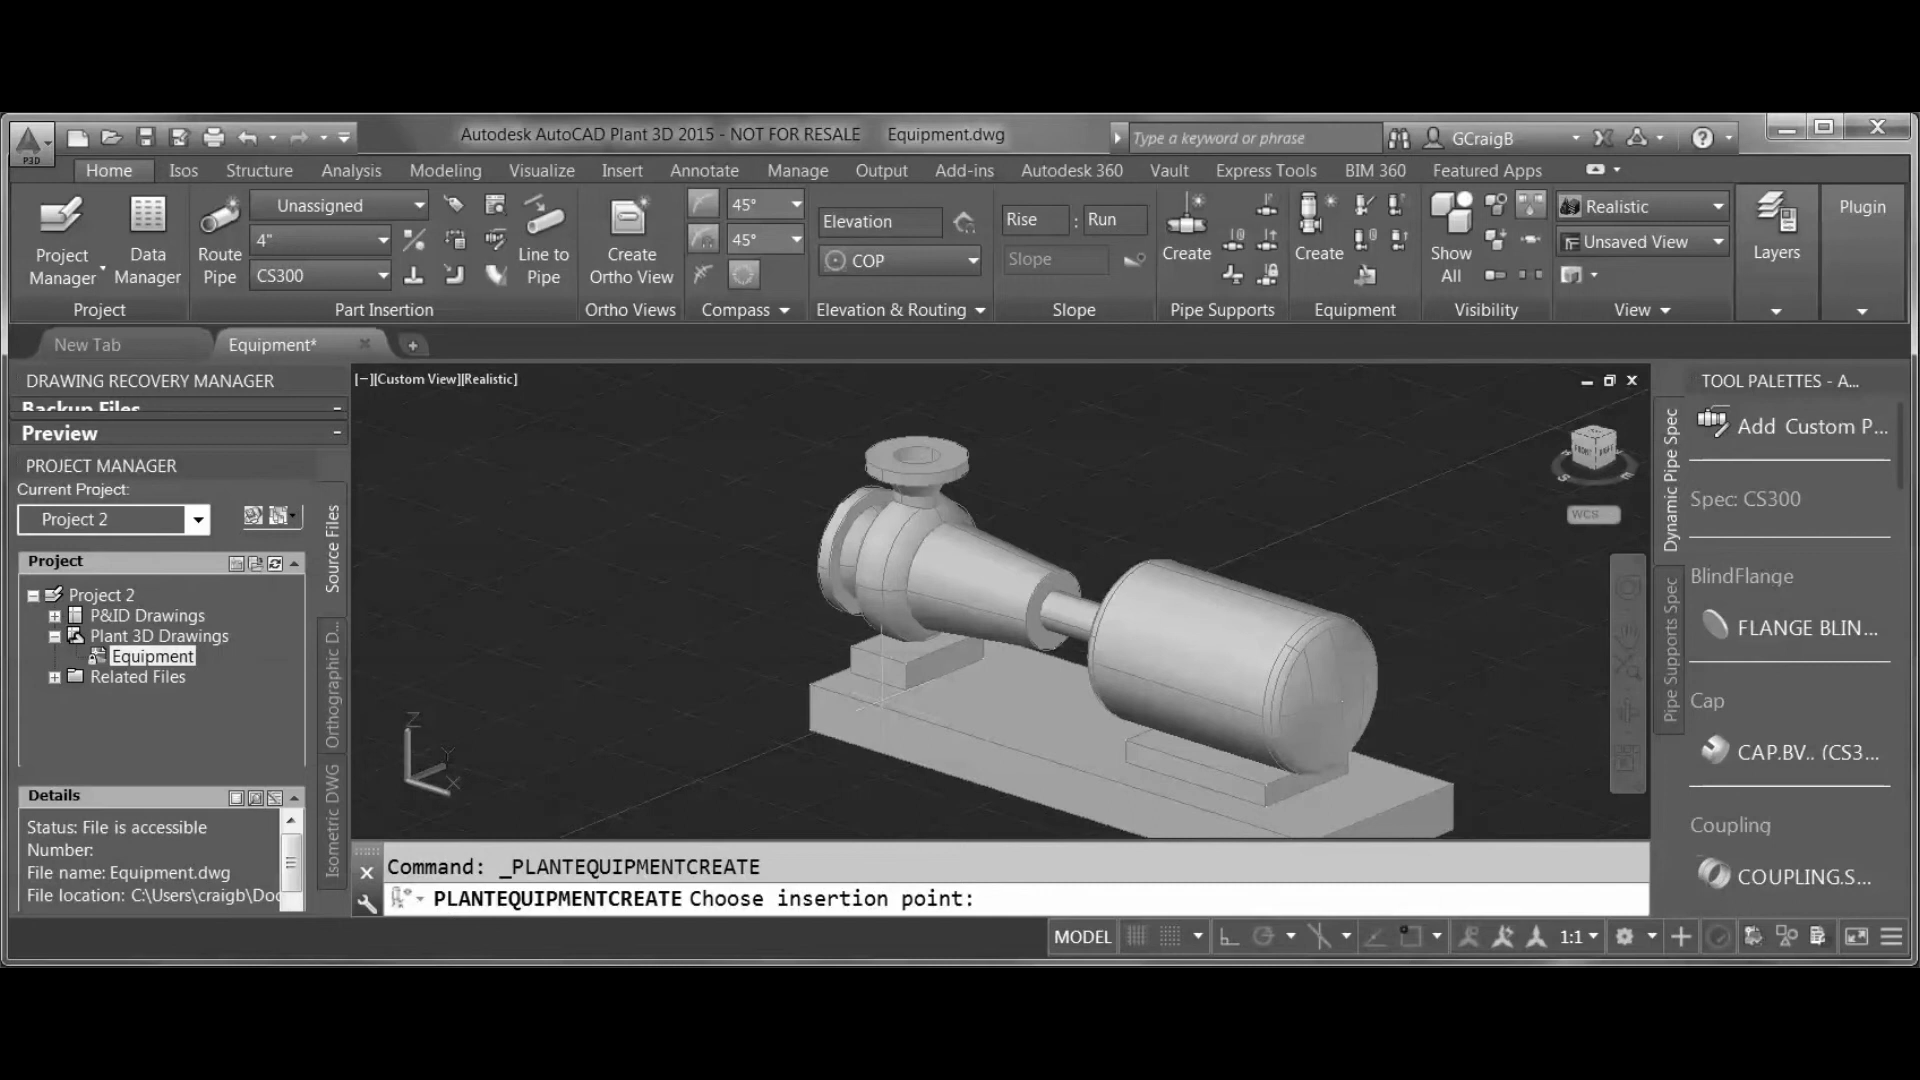 Autodesk AutoCAD Plant 3D 2015 - NOT FOR RESALE Equipment.dwg
Type a keyword or phrase
GCraigB
P3D
Home Isos Structure Analysis Modeling Visualize Insert Annotate Manage Output Add-ins Autodesk 360 Vault Express Tools BIM 360 Featured Apps
Project Manager
Data Manager
Project
Route Pipe
Unassigned
4"
CS300
Line to Pipe
Part Insertion
Create Ortho View
Ortho Views
45°
45°
Compass
Elevation
COP
Elevation & Routing
Rise : Run
Slope
Slope
Create
Pipe Supports
Create
Equipment
Show All
Visibility
Realistic
Unsaved View
View
Layers
Plugin
New Tab
Equipment*
DRAWING RECOVERY MANAGER
Backup Files
Preview
PROJECT MANAGER
Current Project:
Project 2
Project
Project 2
P&ID Drawings
Plant 3D Drawings
Equipment
Related Files
Source Files
Orthographic D...
Isometric DWG
Details
Status: File is accessible
Number:
File name: Equipment.dwg
File location: C:\Users\craigb\Doc
[−][Custom View][Realistic]
WCS
Z
Y
X
Command: _PLANTEQUIPMENTCREATE
PLANTEQUIPMENTCREATE Choose insertion point:
TOOL PALETTES - A...
Dynamic Pipe Spec
Pipe Supports Spec
Add Custom P...
Spec: CS300
BlindFlange
FLANGE BLIN...
Cap
CAP.BV.. (CS3...
Coupling
COUPLING.S...
MODEL
1:1